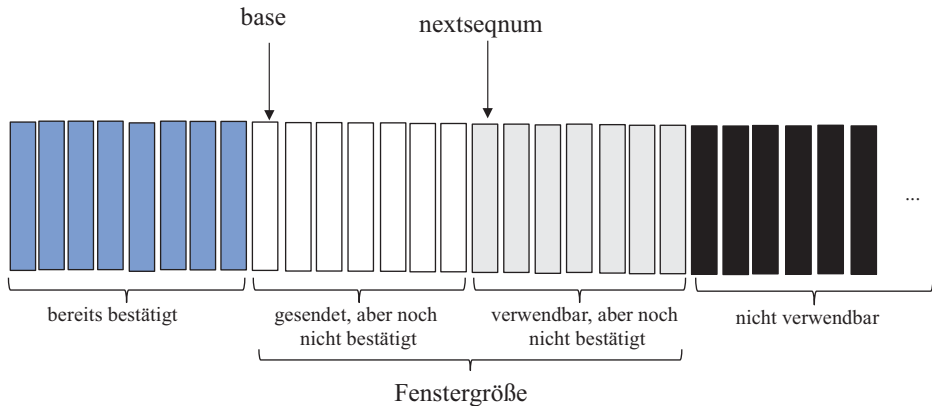 base
nextseqnum
...
bereits bestätigt
gesendet, aber noch
nicht bestätigt
verwendbar, aber noch
nicht bestätigt
nicht verwendbar
Fenstergröße